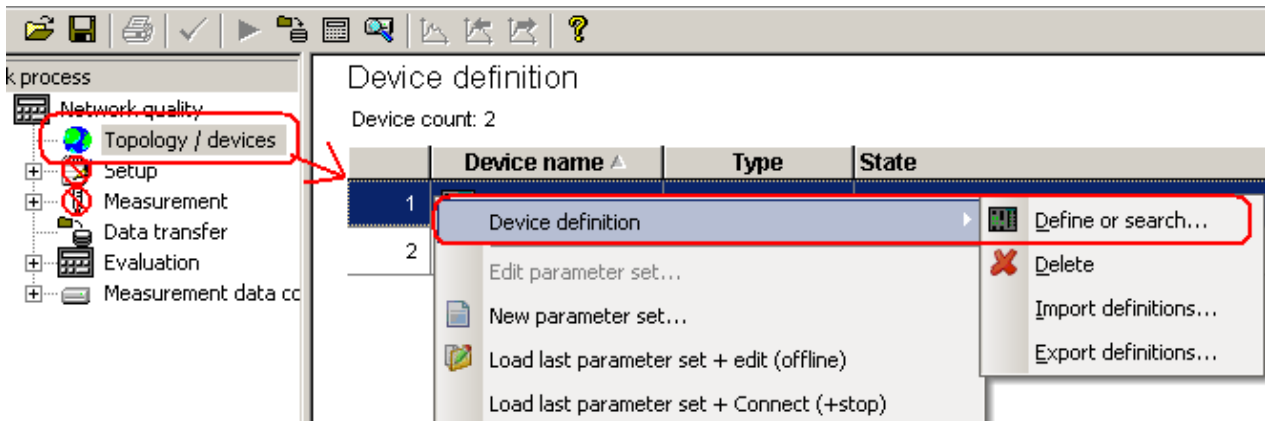 k process
Network quality
Topology / devices
Setup
Measurement
Data transfer
Evaluation
Measurement data cc
Device definition
Device count: 2
Device name Type State
1
2
Device definition
Edit parameter set...
New parameter set...
Load last parameter set + edit (offline)
Load last parameter set + Connect (+stop)
Define or search...
Delete
Import definitions...
Export definitions...